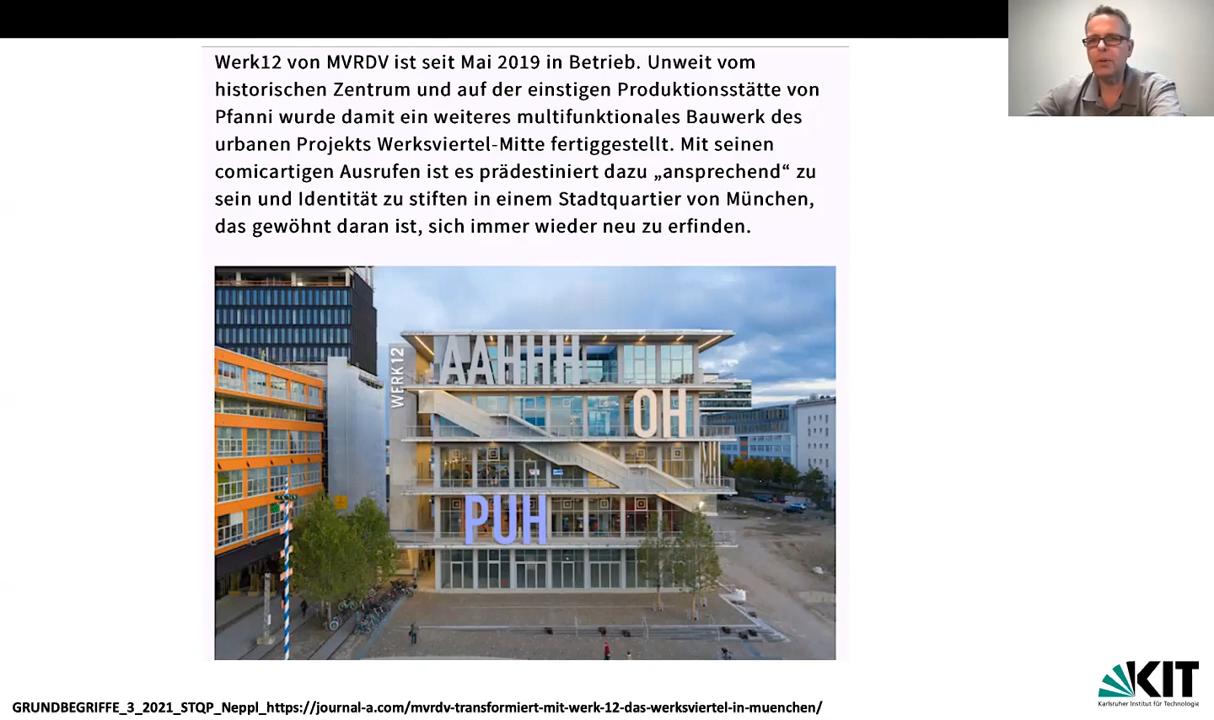 Werk12 von MVRDV ist seit Mai 2019 in Betrieb. Unweit vom
historischen Zentrum und auf der einstigen Produktionsstätte von
Pfanni wurde damit ein weiteres multifunktionales Bauwerk des
urbanen Projekts Werksviertel-Mitte fertiggestellt. Mit seinen
comicartigen Ausrufen ist es prädestiniert dazu „ansprechend“ zu
sein und Identität zu stiften in einem Stadtquartier von München,
das gewöhnt daran ist, sich immer wieder neu zu erfinden.
WERK12
AAHHH
OH
PUH
KIT
Karlsruher Institut für Technologie
GRUNDBEGRIFFE_3_2021_STQP_Neppl_https://journal-a.com/mvrdv-transformiert-mit-werk-12-das-werksviertel-in-muenchen/